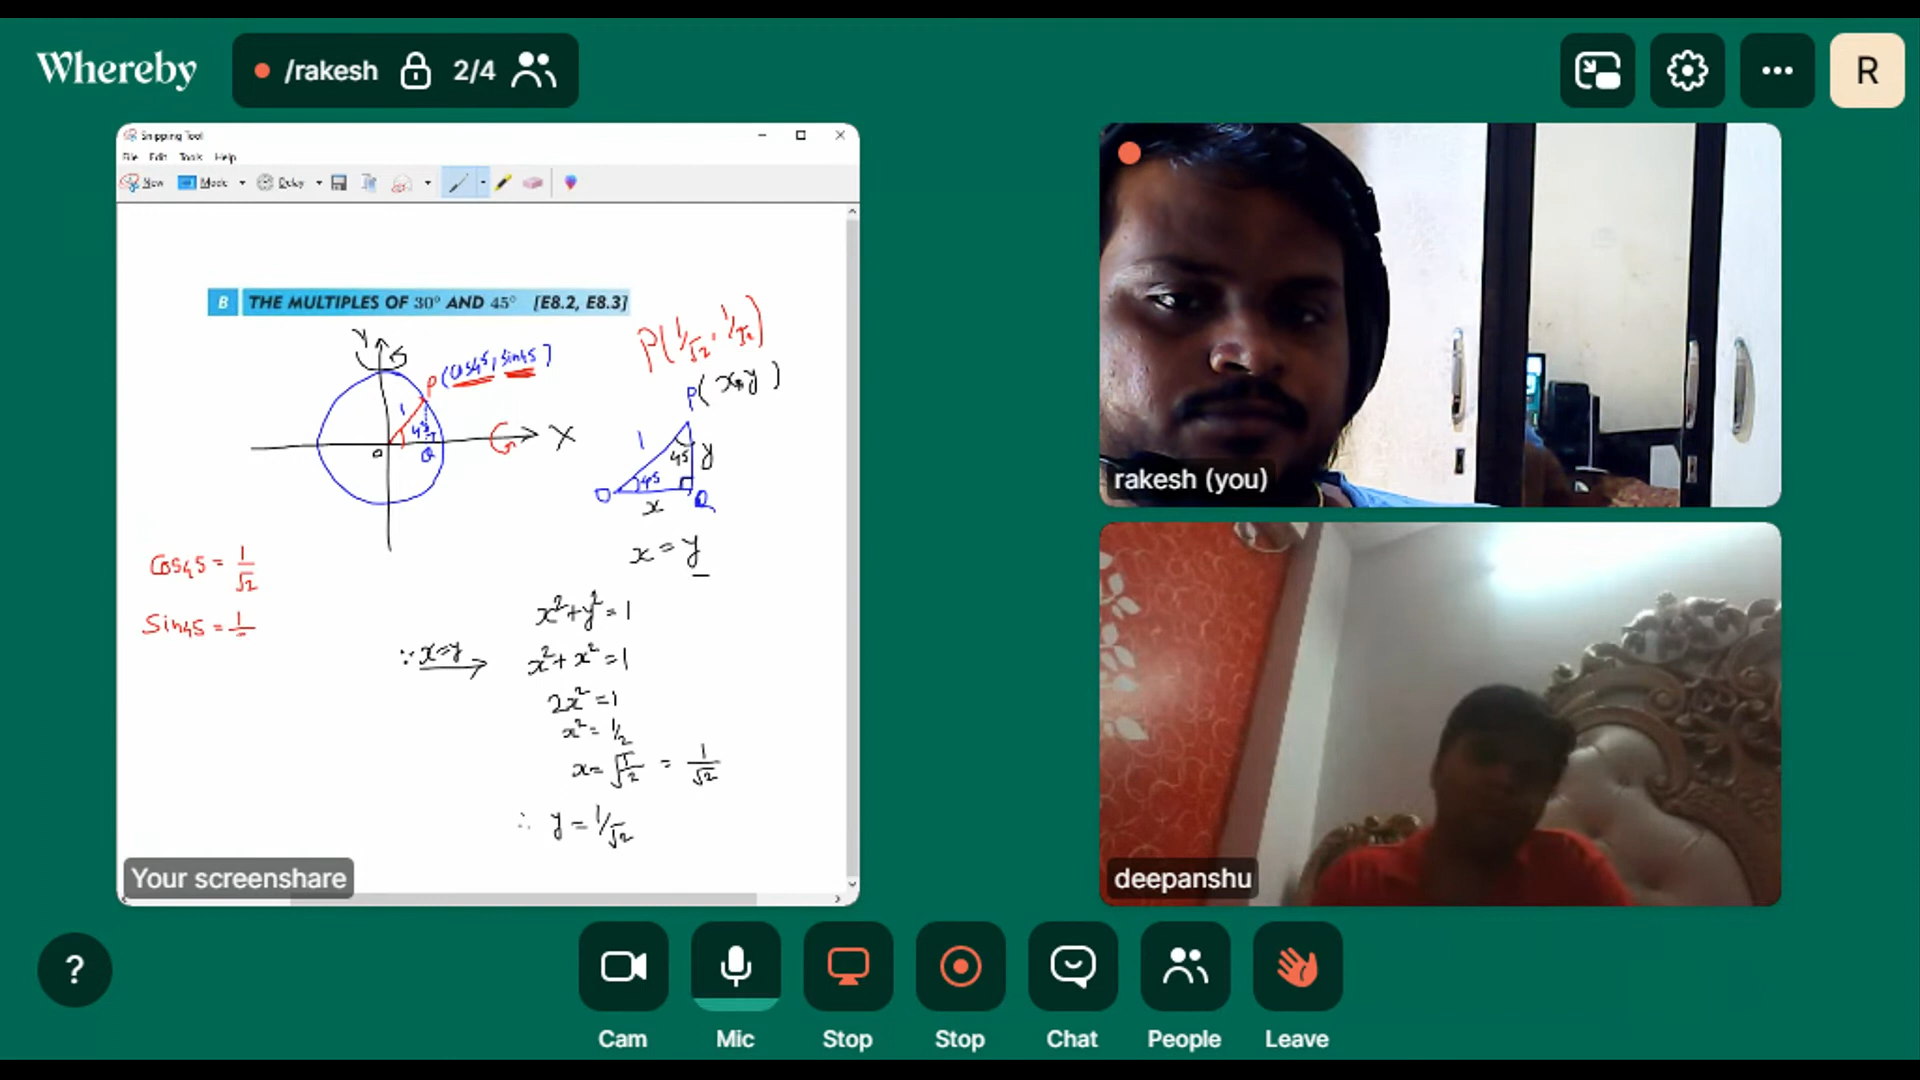 Whereby
/rakesh 2/4
R
Snipping Tool
File Edit Tools Help
New Mode Delay
B THE MULTIPLES OF 30° AND 45° [E8.2, E8.3]
P(1/√2, 1/√2)
Y
P(cos45, sin45)
P(x, y)
1
45
X
O
Q
1
45
y
O
45
x
Q
x = y
Cos45 = 1/√2
Sin45 = 1
x²+y² = 1
∵ x=y
x²+x² = 1
2x² = 1
x² = 1/2
x = √1/2 = 1/√2
∴ y = 1/√2
Your screenshare
rakesh (you)
deepanshu
?
Cam Mic Stop Stop Chat People Leave